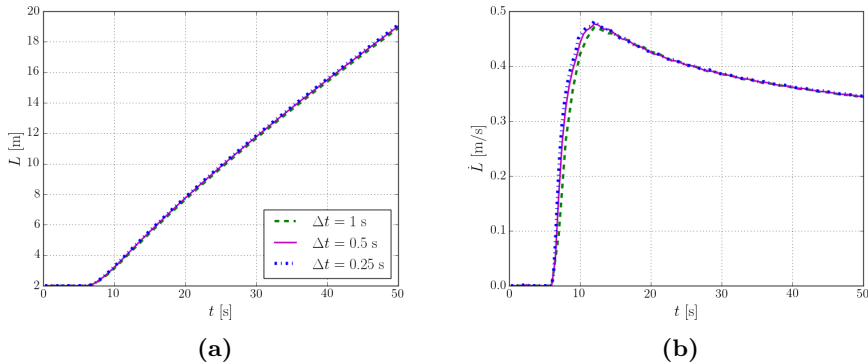 20
18
16
14
12
10
8
6
4
2
L [m]
0 10 20 30 40 50
t [s]
Δt = 1 s
Δt = 0.5 s
Δt = 0.25 s
(a)
0.5
0.4
0.3
0.2
0.1
0.0
L̇ [m/s]
0 10 20 30 40 50
t [s]
(b)